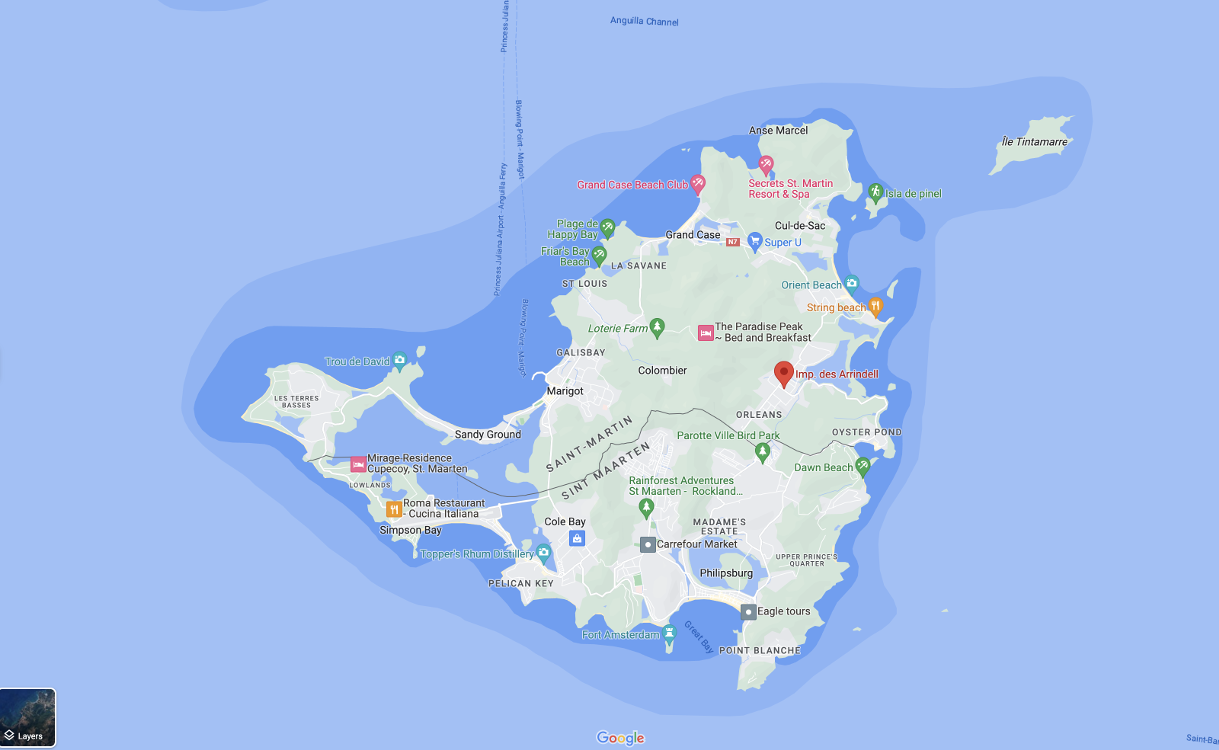 Anguilla Channel
Princess Julian
Blowing Point - Marigot
Princess Juliana Airport - Anguilla Ferry
Blowing Point - Marigot
Anse Marcel
Île Tintamarre
Secrets St. Martin
Resort & Spa
Grand Case Beach Club
Isla de pinel
Plage de
Happy Bay
Cul-de-Sac
Grand Case
N7
Super U
Friar's Bay
Beach
LA SAVANE
ST LOUIS
Orient Beach
String beach
Loterie Farm
The Paradise Peak
~ Bed and Breakfast
GALISBAY
Trou de David
Colombier
Imp. des Arrindell
Marigot
LES TERRES
BASSES
ORLEANS
Sandy Ground
SAINT-MARTIN
SINT MAARTEN
Parotte Ville Bird Park
OYSTER POND
Mirage-Residence
Cupecoy, St. Maarten
Dawn Beach
LOWLANDS
Rainforest Adventures
St Maarten - Rockland...
Roma Restaurant
- Cucina Italiana
Simpson Bay
Cole Bay
MADAME'S
ESTATE
Carrefour Market
Topper's Rhum Distillery
UPPER PRINCE'S
QUARTER
Philipsburg
PELICAN KEY
Eagle tours
Fort Amsterdam
Great Bay
POINT BLANCHE
Layers
Google
Saint-Ba